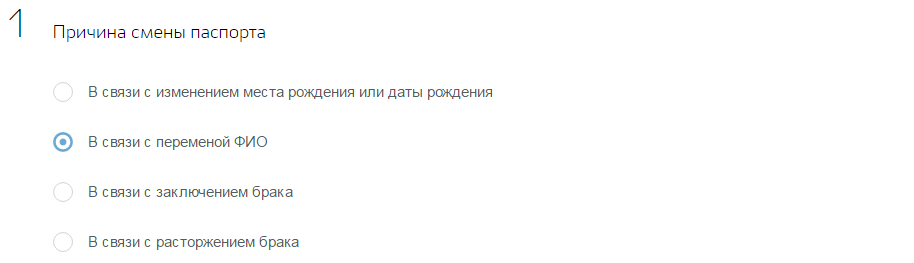 1
Причина смены паспорта
В связи с изменением места рождения или даты рождения
В связи с переменой ФИО
В связи с заключением брака
В связи с расторжением брака